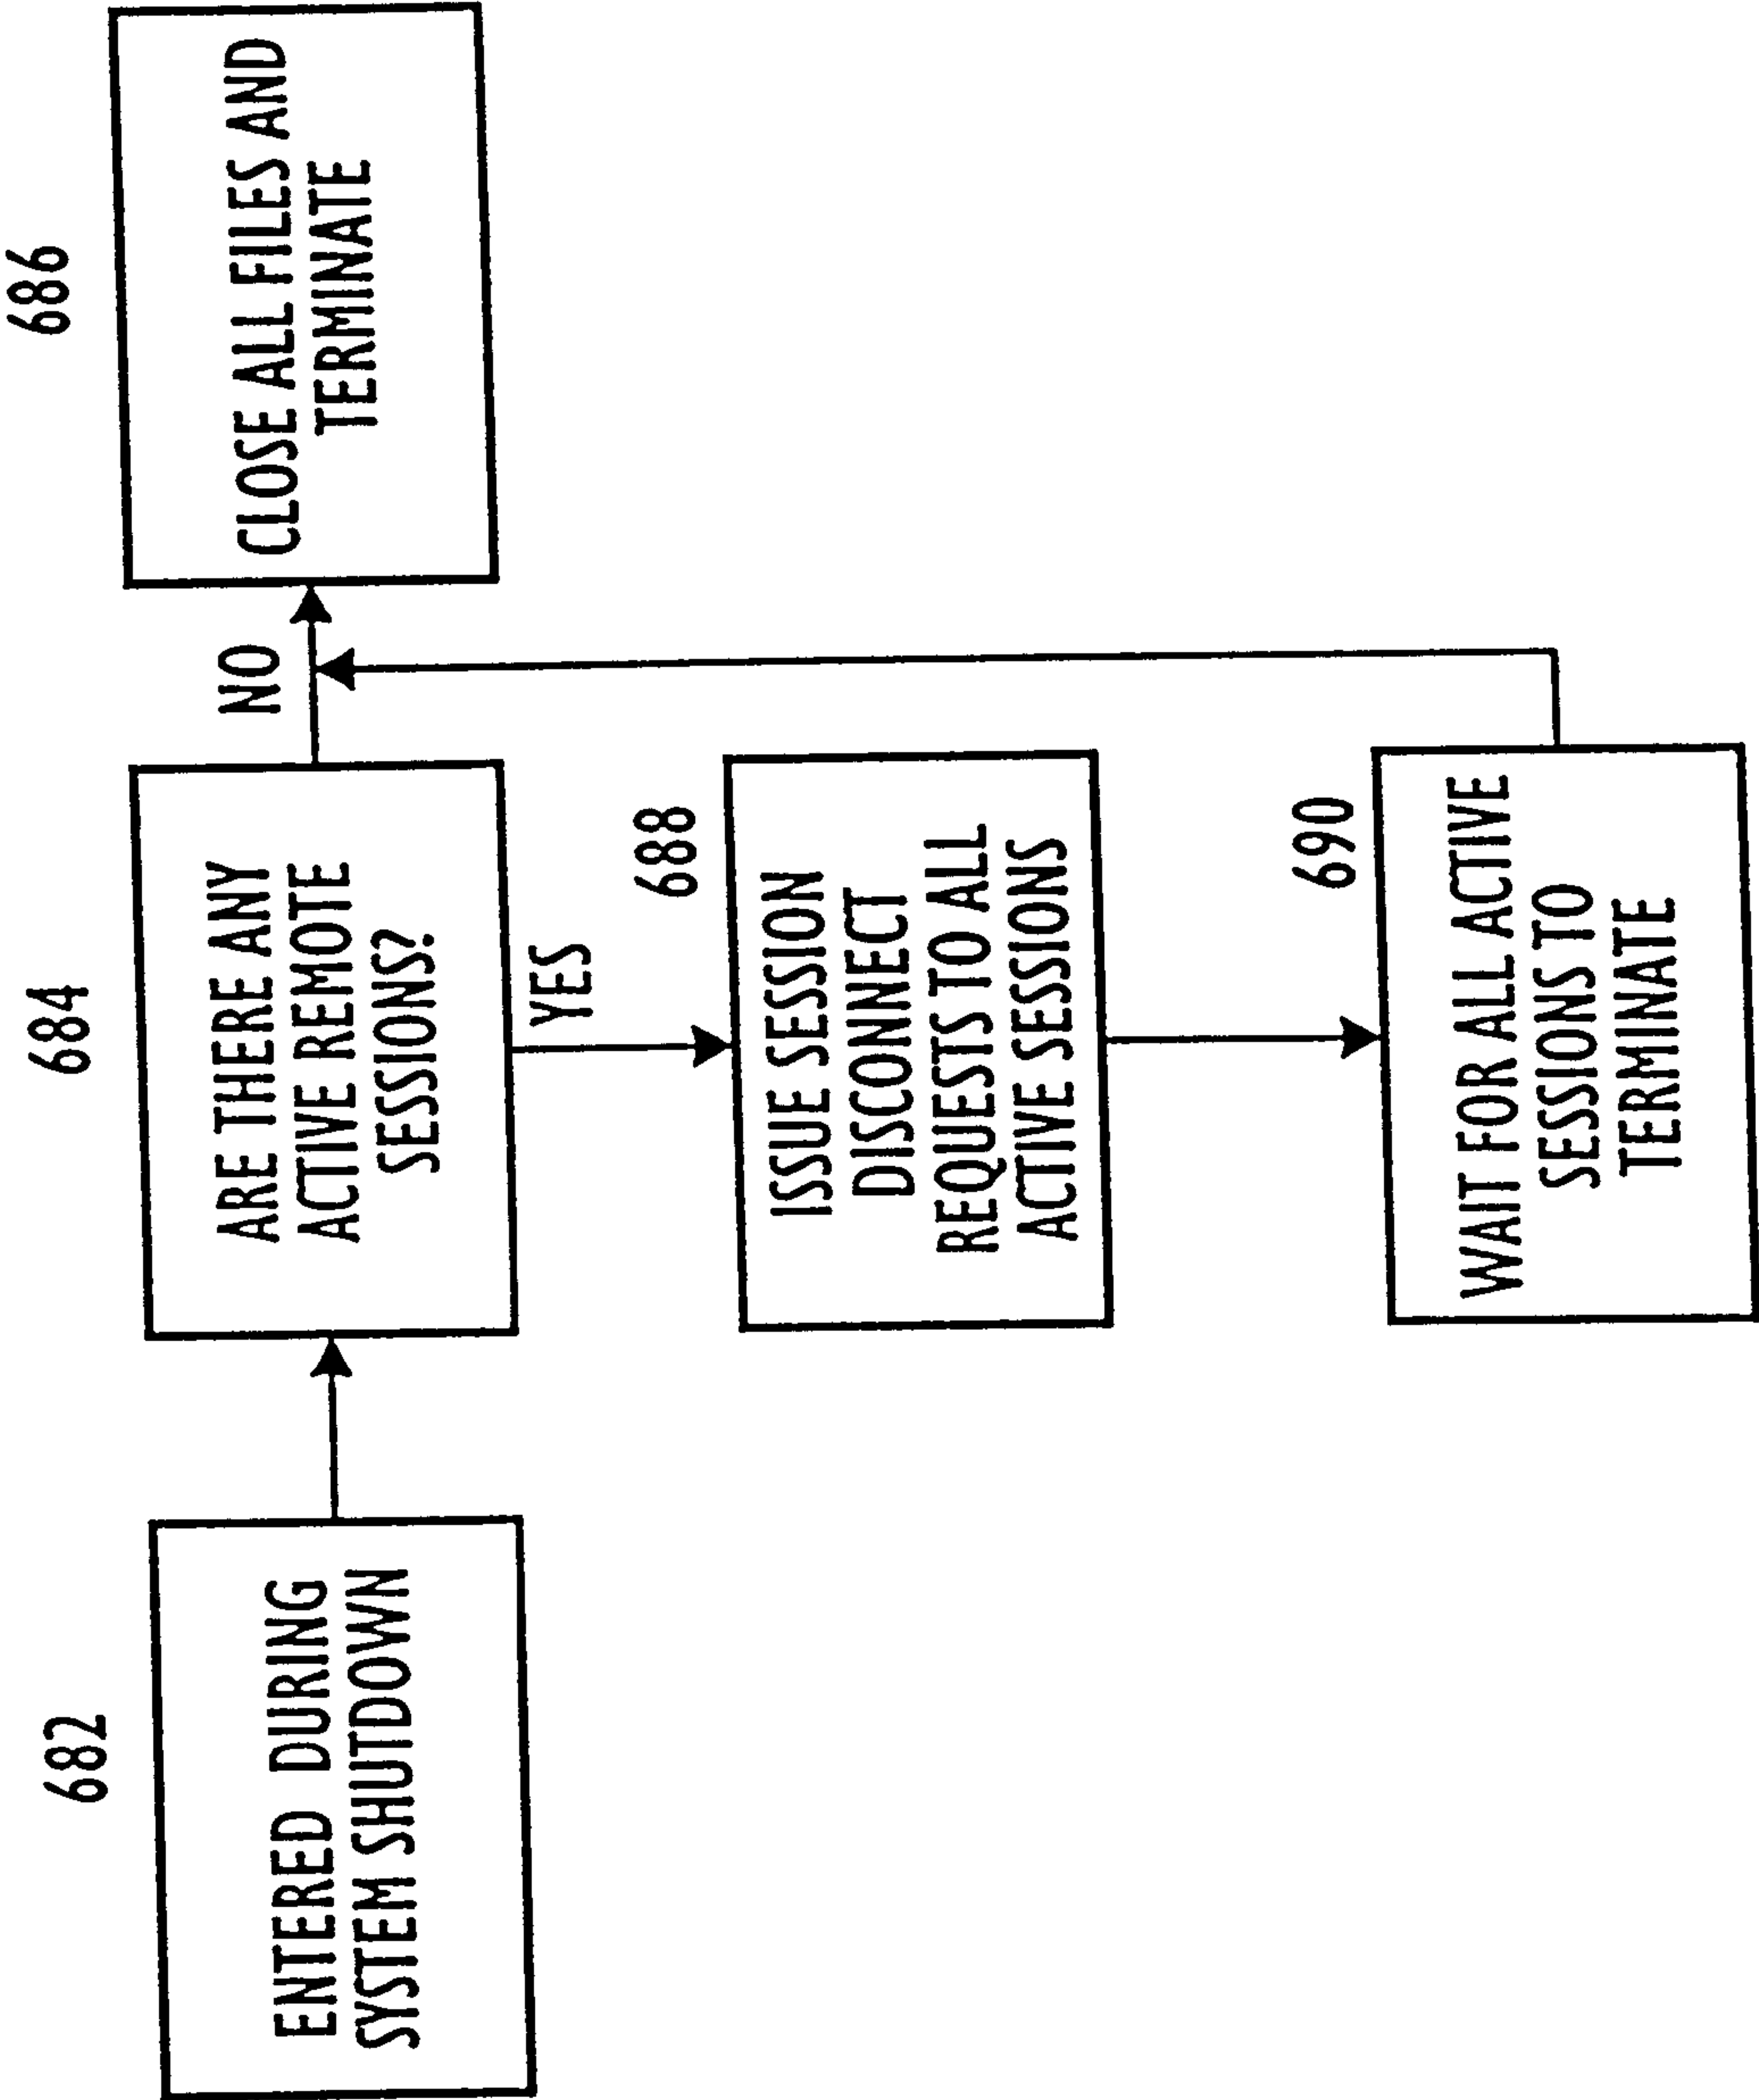 682
ENTERED DURING
SYSTEM SHUTDOWN
684
ARE THERE ANY
ACTIVE REMOTE
SESSIONS?
NO
686
CLOSE ALL FILES AND
TERMINATE
YES
688
ISSUE SESSION
DISCONNECT
REQUESTS TO ALL
ACTIVE SESSIONS
690
WAIT FOR ALL ACTIVE
SESSIONS TO
TERMINATE